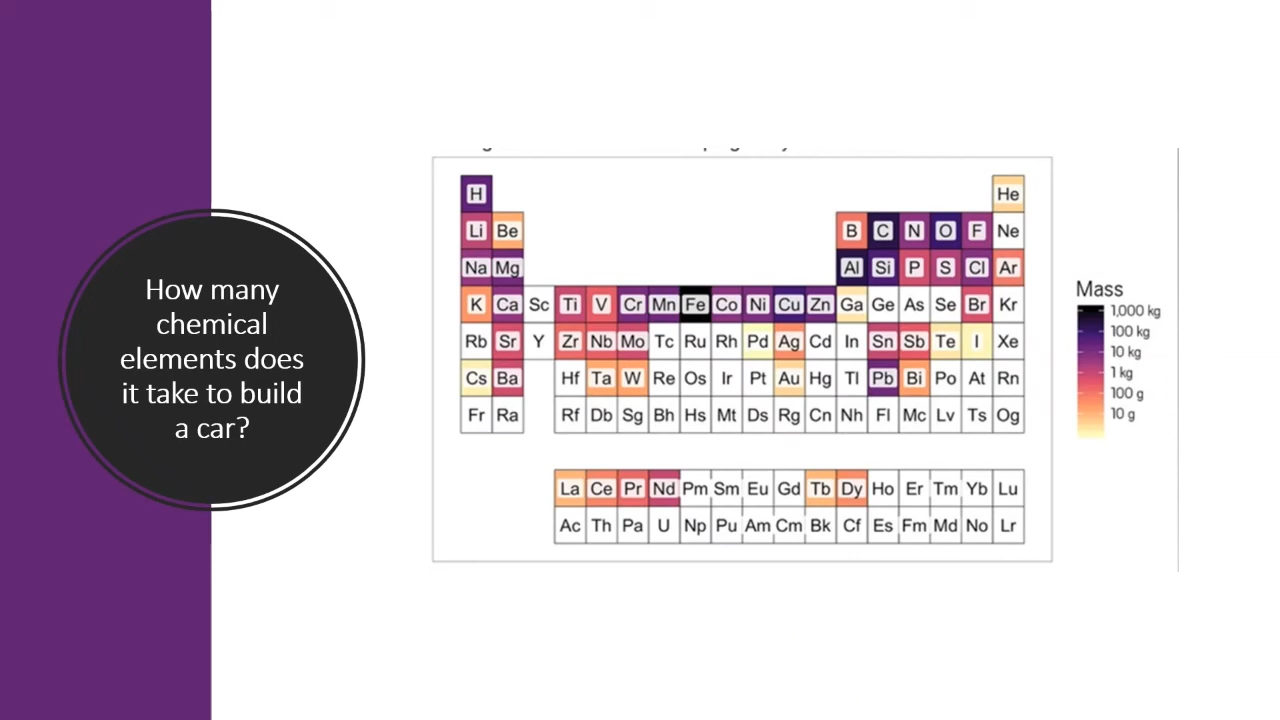 How many
chemical
elements does
it take to build
a car?
H He
Li Be B C N O F Ne
Na Mg Al Si P S Cl Ar
K Ca Sc Ti V Cr Mn Fe Co Ni Cu Zn Ga Ge As Se Br Kr
Rb Sr Y Zr Nb Mo Tc Ru Rh Pd Ag Cd In Sn Sb Te I Xe
Cs Ba Hf Ta W Re Os Ir Pt Au Hg Tl Pb Bi Po At Rn
Fr Ra Rf Db Sg Bh Hs Mt Ds Rg Cn Nh Fl Mc Lv Ts Og
La Ce Pr Nd Pm Sm Eu Gd Tb Dy Ho Er Tm Yb Lu
Ac Th Pa U Np Pu Am Cm Bk Cf Es Fm Md No Lr
Mass
1,000 kg
100 kg
10 kg
1 kg
100 g
10 g